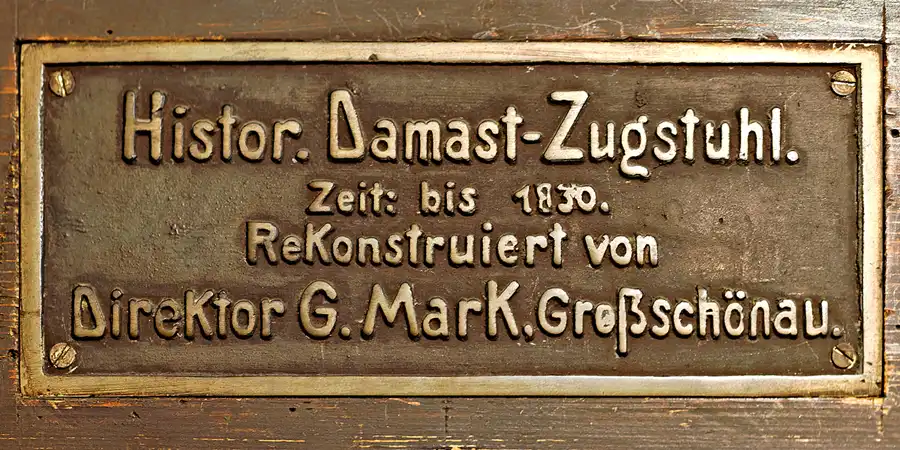 Histor. Damast-Zugstuhl.
Zeit: bis 1830.
Rekonstruiert von
Direktor G. Mark, Großschönau.